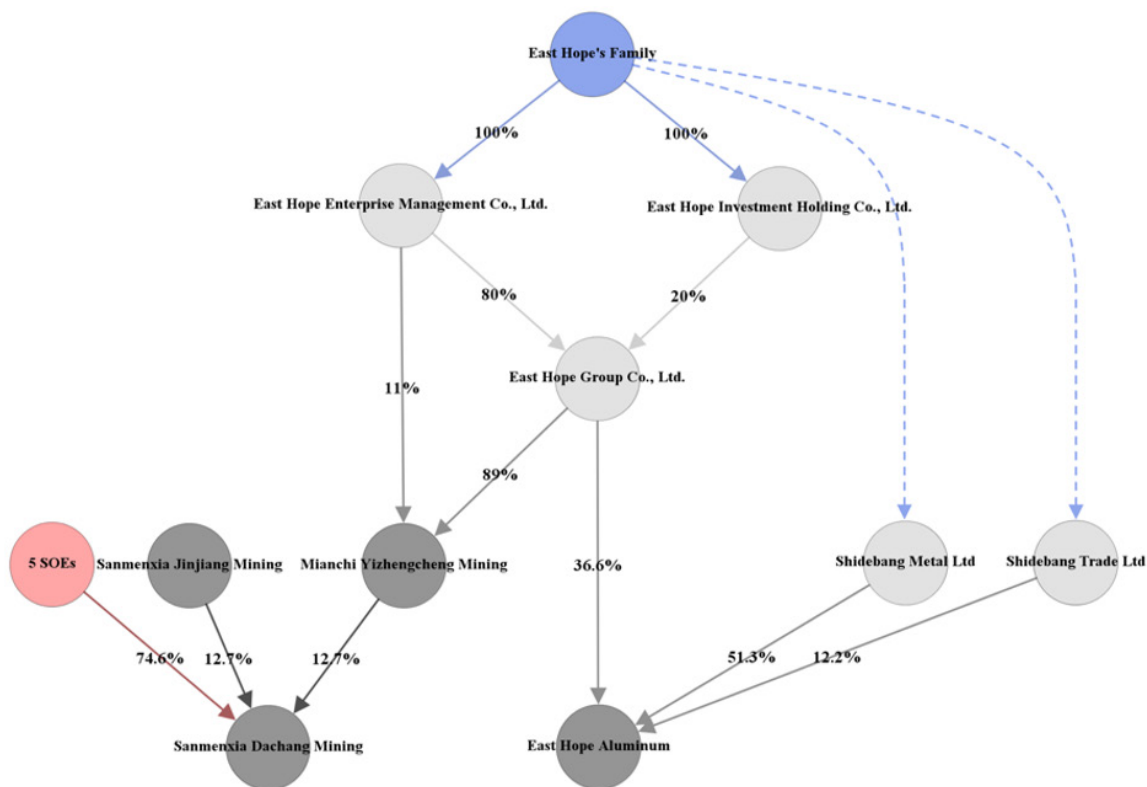 East Hope's Family
100%
100%
East Hope Enterprise Management Co., Ltd.
East Hope Investment Holding Co., Ltd.
80%
20%
East Hope Group Co., Ltd.
11%
89%
5 SOEs
Sanmenxia Jinjiang Mining
Mianchi Yizhengcheng Mining
36.6%
Shidebang Metal Ltd
Shidebang Trade Ltd
74.6%
12.7%
12.7%
51.3%
12.2%
Sanmenxia Dachang Mining
East Hope Aluminum